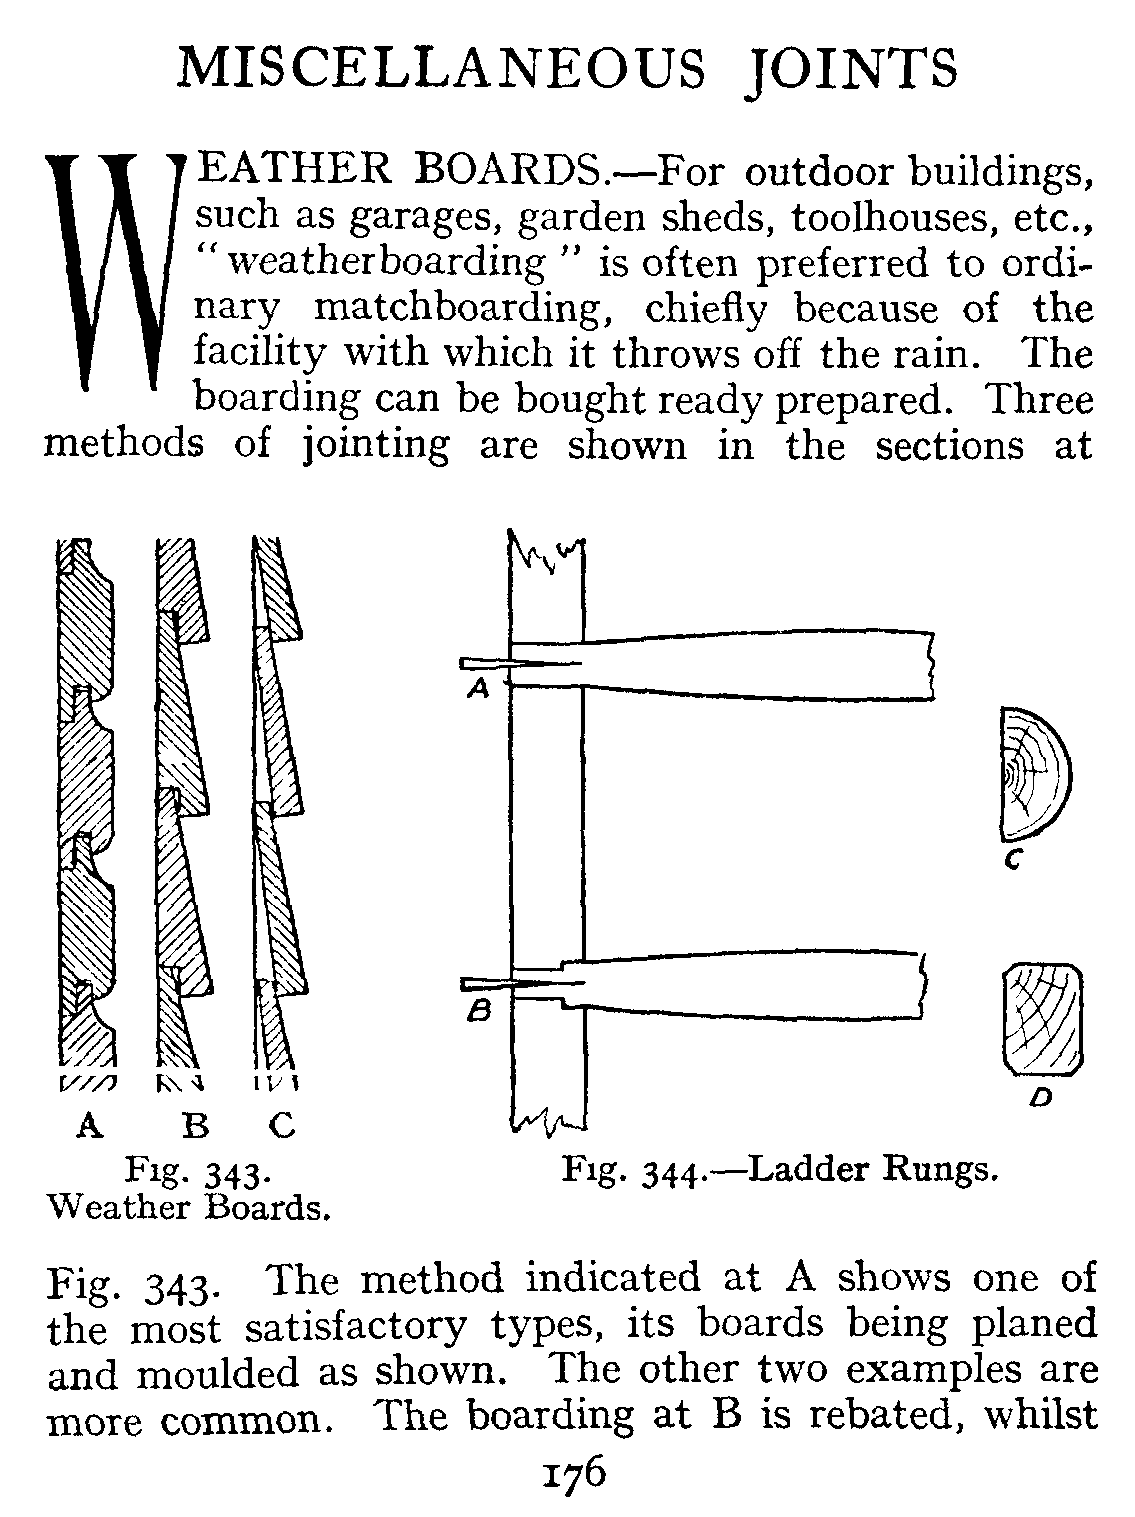 MISCELLANEOUS JOINTS
WEATHER BOARDS.—For outdoor buildings,
such as garages, garden sheds, toolhouses, etc.,
“weatherboarding” is often preferred to ordi-
nary matchboarding, chiefly because of the
facility with which it throws off the rain. The
boarding can be bought ready prepared. Three
methods of jointing are shown in the sections at
A B C
Fig. 343.
Weather Boards.
A
B
C
D
Fig. 344.—Ladder Rungs.
Fig. 343. The method indicated at A shows one of
the most satisfactory types, its boards being planed
and moulded as shown. The other two examples are
more common. The boarding at B is rebated, whilst
176